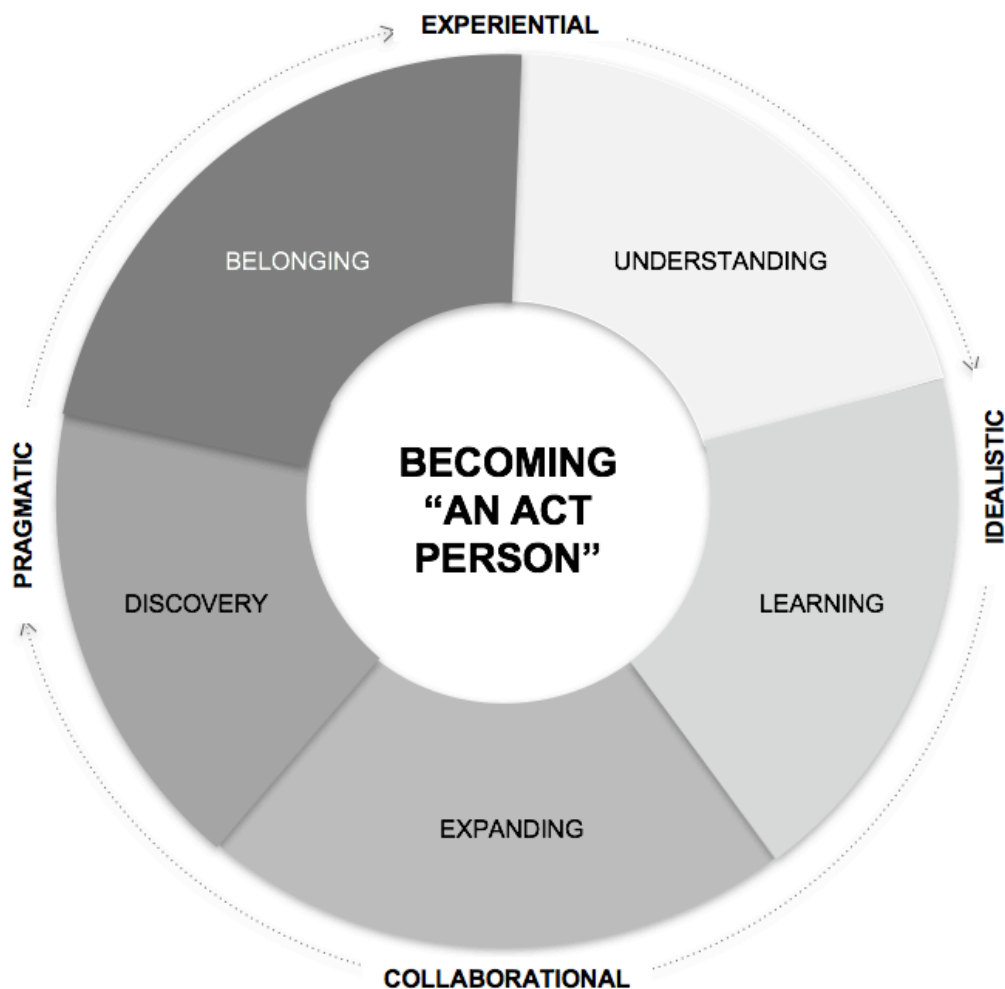 EXPERIENTIAL
BELONGING
UNDERSTANDING
IDEALISTIC
PRAGMATIC
BECOMING
“AN ACT
PERSON”
DISCOVERY
LEARNING
EXPANDING
COLLABORATIONAL